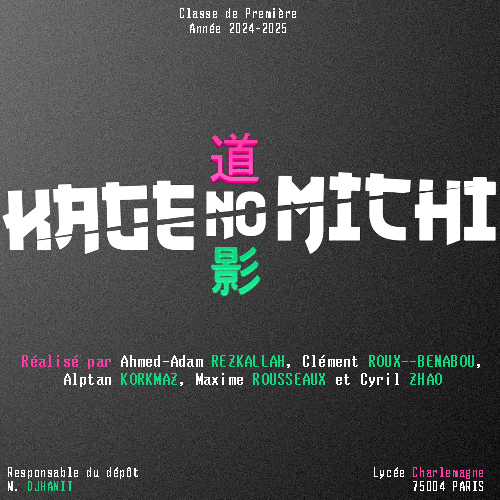 Classe de Première
Année 2024-2025
道
KAGE NO MICHI
影
Réalisé par Ahmed-Adam REZKALLAH, Clément ROUX--BENABOU,
Alptan KORKMAZ, Maxime ROUSSEAUX et Cyril ZHAO
Responsable du dépôt
N. DJHANIT
Lycée Charlemagne
75004 PARIS